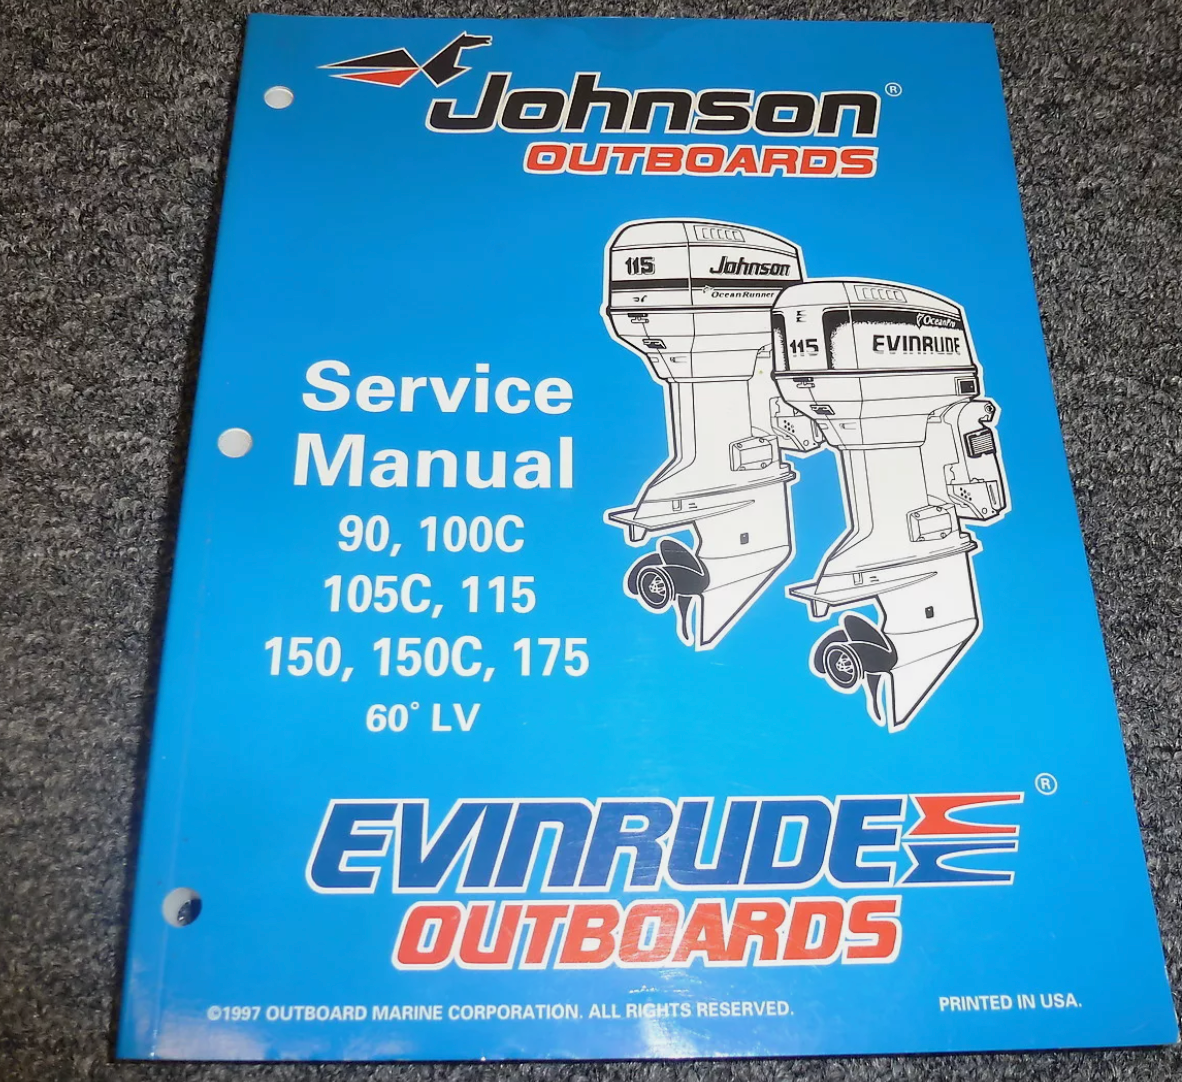 Johnson®
OUTBOARDS
115 Johnson
OceanRunner
OceanPro
115 EVINRUDE
Service
Manual
90, 100C
105C, 115
150, 150C, 175
60° LV
EVINRUDE®
OUTBOARDS
©1997 OUTBOARD MARINE CORPORATION. ALL RIGHTS RESERVED.
PRINTED IN USA.